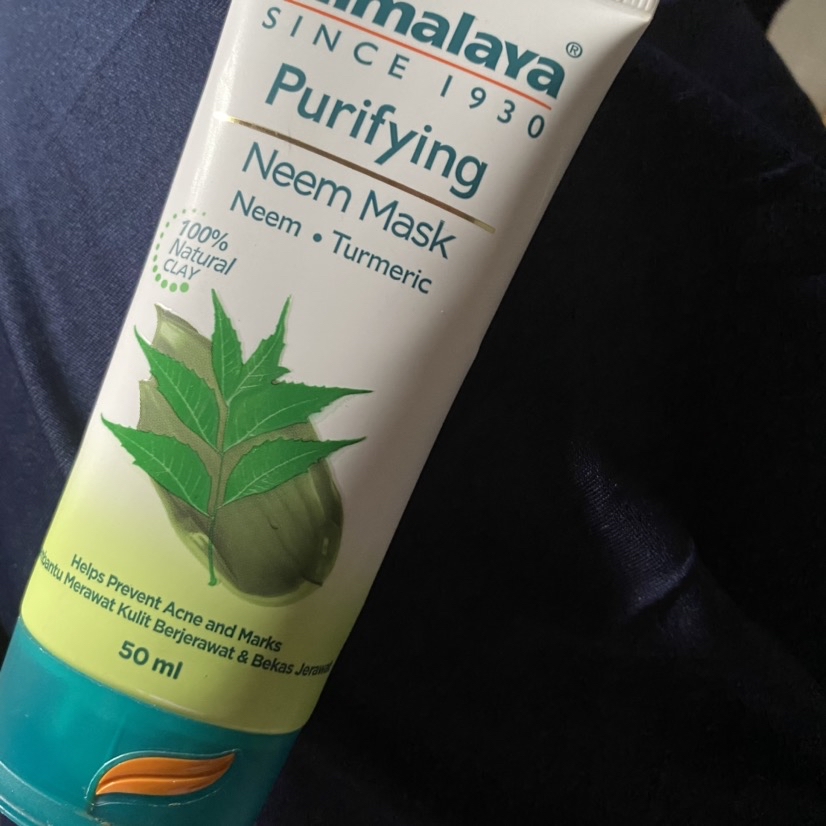 Himalaya®
SINCE 1930
Purifying
Neem Mask
Neem • Turmeric
100%
Natural
CLAY
Helps Prevent Acne and Marks
Merawat Kulit Berjerawat & Bekas
50 ml